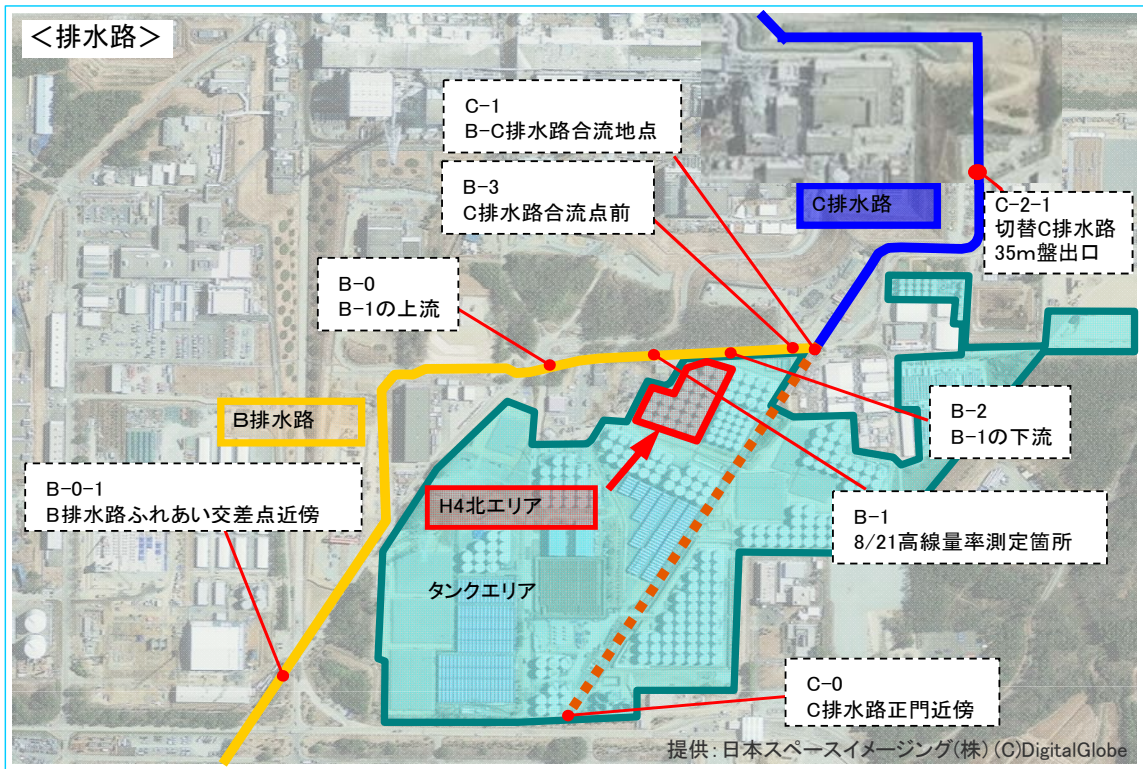 ＜排水路＞
C-1
B-C排水路合流地点
B-3
C排水路合流点前
C排水路
C-2-1
切替C排水路
35m盤出口
B-0
B-1の上流
B排水路
B-2
B-1の下流
B-0-1
B排水路ふれあい交差点近傍
H4北エリア
B-1
8/21高線量率測定箇所
タンクエリア
C-0
C排水路正門近傍
提供：日本スペースイメージング(株) (C)DigitalGlobe